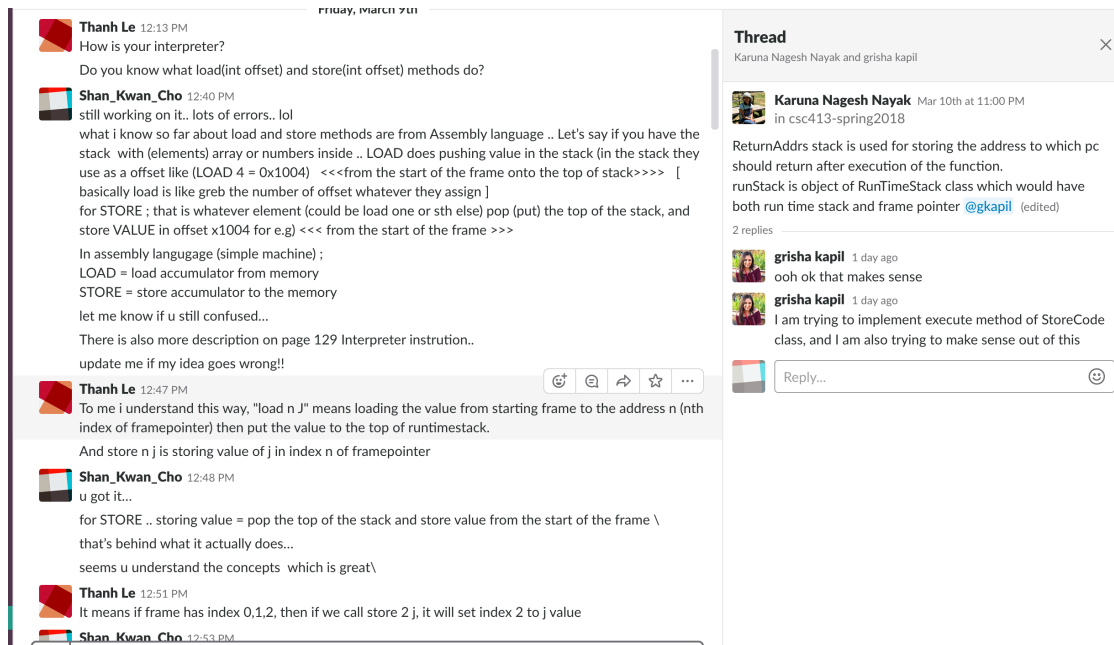 Friday, March 9th
Thanh Le 12:13 PM
How is your interpreter?
Do you know what load(int offset) and store(int offset) methods do?
Shan_Kwan_Cho 12:40 PM
still working on it.. lots of errors.. lol
what i know so far about load and store methods are from Assembly language .. Let's say if you have the
stack with (elements) array or numbers inside .. LOAD does pushing value in the stack (in the stack they
use as a offset like (LOAD 4 = 0x1004) <<<from the start of the frame onto the top of stack>>>> [
basically load is like greb the number of offset whatever they assign ]
for STORE ; that is whatever element (could be load one or sth else) pop (put) the top of the stack, and
store VALUE in offset x1004 for e.g) <<< from the start of the frame >>>
In assembly langugage (simple machine) ;
LOAD = load accumulator from memory
STORE = store accumulator to the memory
let me know if u still confused...
There is also more description on page 129 Interpreter instrution..
update me if my idea goes wrong!!
Thanh Le 12:47 PM
To me i understand this way, "load n J" means loading the value from starting frame to the address n (nth
index of framepointer) then put the value to the top of runtimestack.
And store n j is storing value of j in index n of framepointer
Shan_Kwan_Cho 12:48 PM
u got it...
for STORE .. storing value = pop the top of the stack and store value from the start of the frame \
that's behind what it actually does...
seems u understand the concepts which is great\
Thanh Le 12:51 PM
It means if frame has index 0,1,2, then if we call store 2 j, it will set index 2 to j value
Shan_Kwan_Cho 12:53 PM
Thread
Karuna Nagesh Nayak and grisha kapil
Karuna Nagesh Nayak Mar 10th at 11:00 PM
in csc413-spring2018
ReturnAddrs stack is used for storing the address to which pc
should return after execution of the function.
runStack is object of RunTimeStack class which would have
both run time stack and frame pointer @gkapil (edited)
2 replies
grisha kapil 1 day ago
ooh ok that makes sense
grisha kapil 1 day ago
I am trying to implement execute method of StoreCode
class, and I am also trying to make sense out of this
Reply...